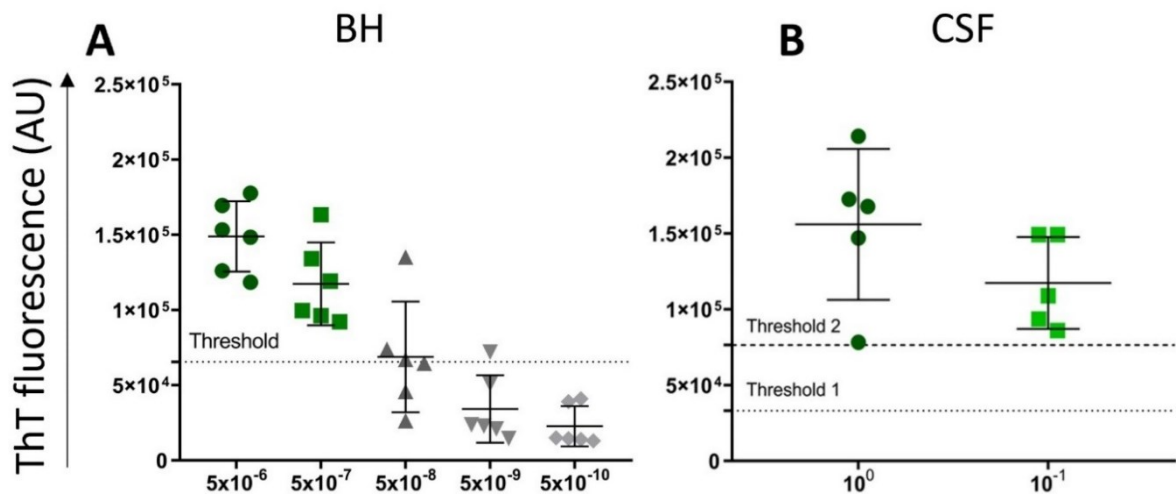 A
BH
ThT fluorescence (AU)
2.5×10⁵
2×10⁵
1.5×10⁵
1×10⁵
5×10⁴
0
Threshold
5x10⁻⁶ 5x10⁻⁷ 5x10⁻⁸ 5x10⁻⁹ 5x10⁻¹⁰
B
CSF
2.5×10⁵
2×10⁵
1.5×10⁵
1×10⁵
5×10⁴
0
Threshold 2
Threshold 1
10⁰ 10⁻¹